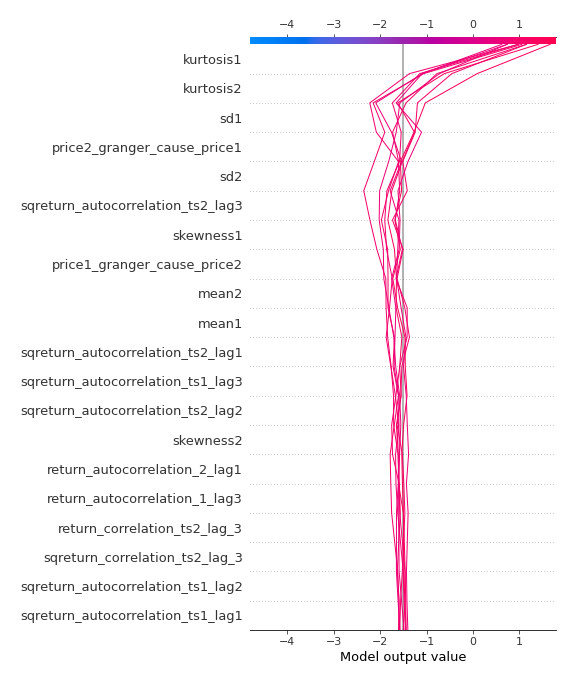 −4 −3 −2 −1 0 1
kurtosis1
kurtosis2
sd1
price2_granger_cause_price1
sd2
sqreturn_autocorrelation_ts2_lag3
skewness1
price1_granger_cause_price2
mean2
mean1
sqreturn_autocorrelation_ts2_lag1
sqreturn_autocorrelation_ts1_lag3
sqreturn_autocorrelation_ts2_lag2
skewness2
return_autocorrelation_2_lag1
return_autocorrelation_1_lag3
return_correlation_ts2_lag_3
sqreturn_correlation_ts2_lag_3
sqreturn_autocorrelation_ts1_lag2
sqreturn_autocorrelation_ts1_lag1
−4 −3 −2 −1 0 1
Model output value